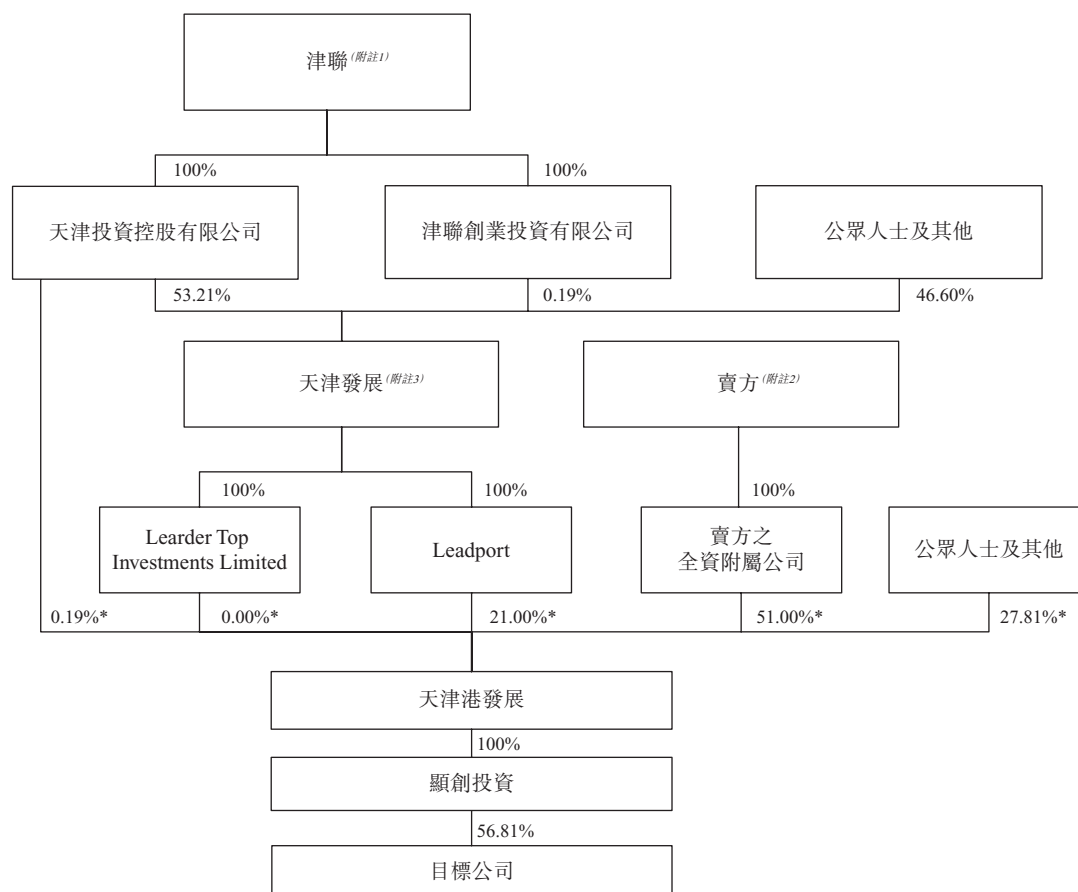 津聯(附註1)
100%
100%
天津投資控股有限公司
津聯創業投資有限公司
公眾人士及其他
53.21%
0.19%
46.60%
天津發展(附註3)
賣方(附註2)
100%
100%
100%
Learder Top
Investments Limited
Leadport
賣方之
全資附屬公司
公眾人士及其他
0.19%*
0.00%*
21.00%*
51.00%*
27.81%*
天津港發展
100%
顯創投資
56.81%
目標公司